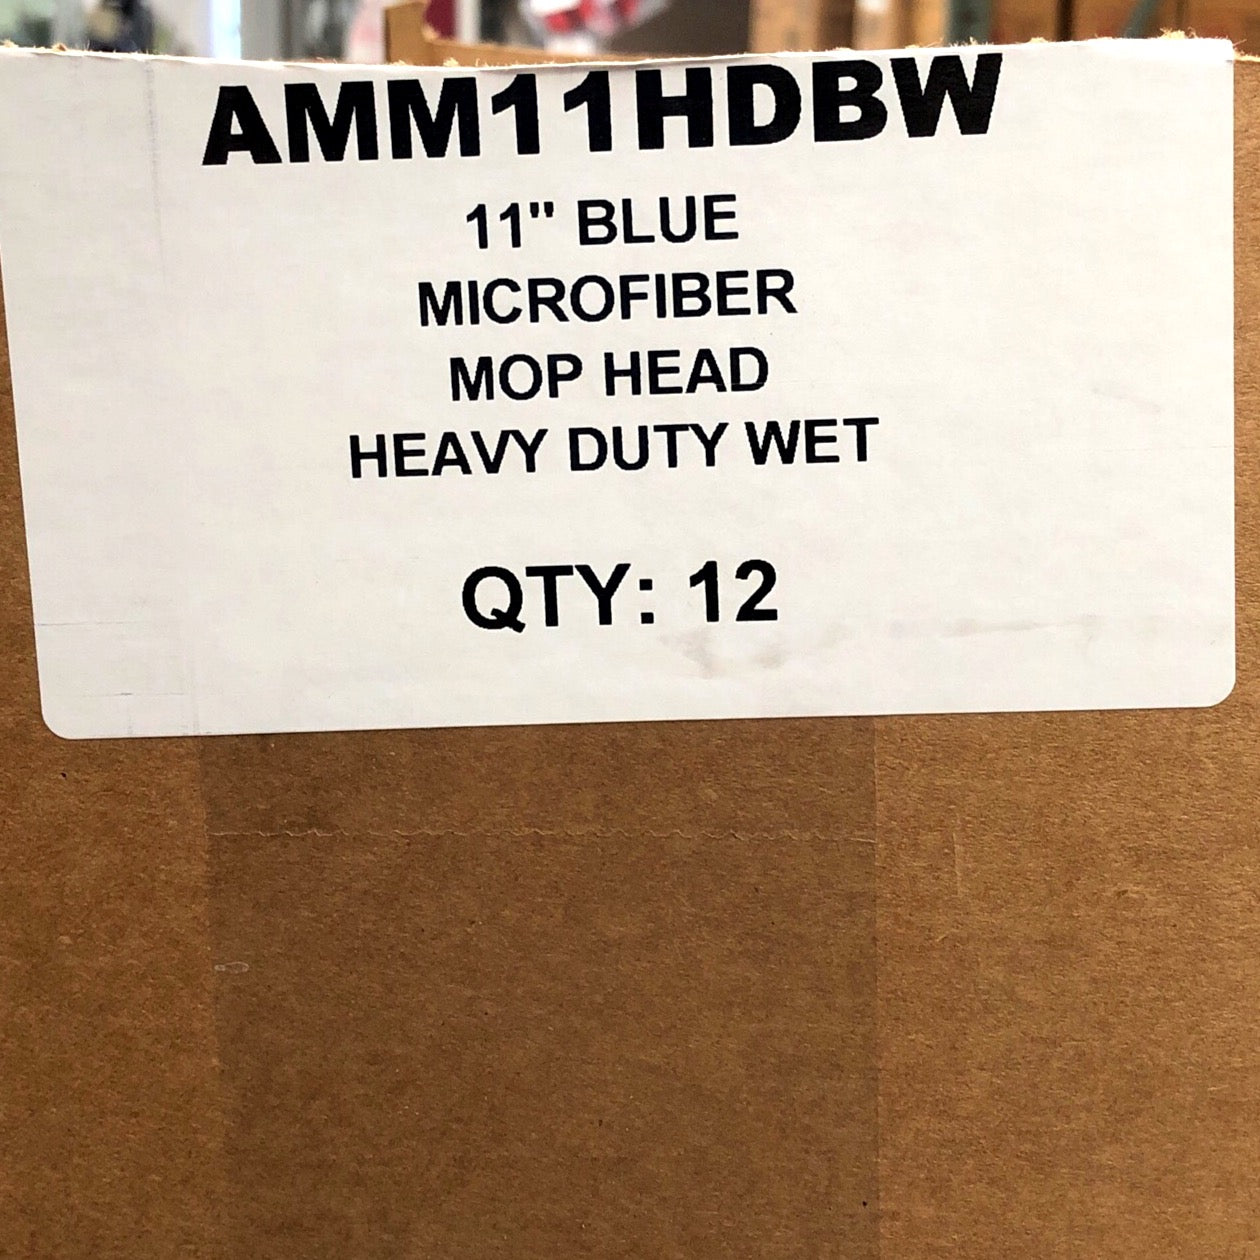 AMM11HDBW
11" BLUE
MICROFIBER
MOP HEAD
HEAVY DUTY WET
QTY: 12